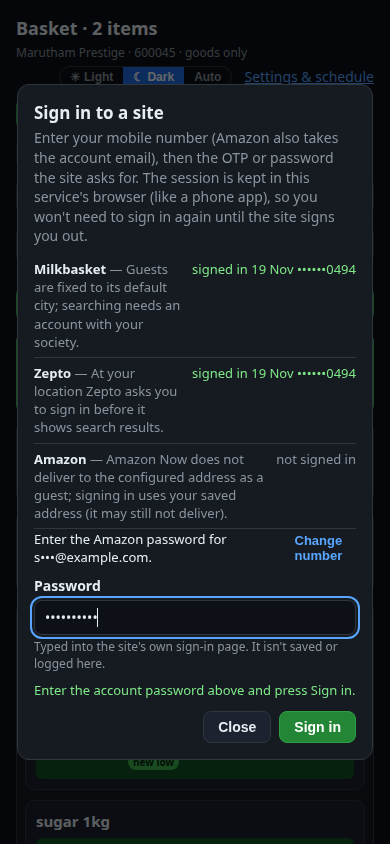 Basket · 2 items
Marutham Prestige · 600045 · goods only
☀ Light ☾ Dark Auto Settings & schedule
Sign in to a site
Enter your mobile number (Amazon also takes
the account email), then the OTP or password
the site asks for. The session is kept in this
service's browser (like a phone app), so you
won't need to sign in again until the site signs
you out.
Milkbasket — Guests
are fixed to its default
city; searching needs an
account with your
society.
signed in 19 Nov ••••••0494
Zepto — At your
location Zepto asks you
to sign in before it
shows search results.
signed in 19 Nov ••••••0494
Amazon — Amazon Now does not
deliver to the configured address as a
guest; signing in uses your saved
address (it may still not deliver).
not signed in
Enter the Amazon password for
s•••@example.com.
Change
number
Password
••••••••••
Typed into the site's own sign-in page. It isn't saved or
logged here.
Enter the account password above and press Sign in.
Close Sign in
new low
sugar 1kg